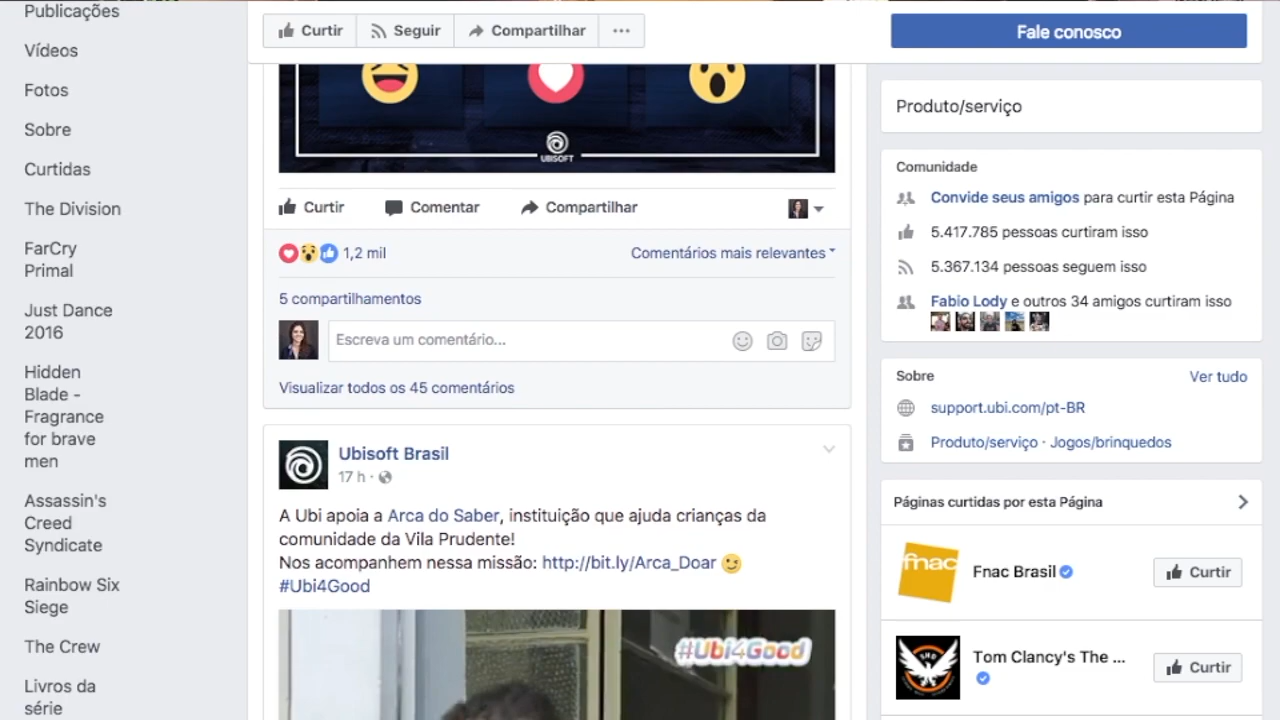 Publicações
Vídeos
Fotos
Sobre
Curtidas
The Division
FarCry
Primal
Just Dance
2016
Hidden
Blade -
Fragrance
for brave
men
Assassin's
Creed
Syndicate
Rainbow Six
Siege
The Crew
Livros da
série
Curtir
Seguir
Compartilhar
Fale conosco
UBISOFT
Curtir
Comentar
Compartilhar
1,2 mil
Comentários mais relevantes
5 compartilhamentos
Escreva um comentário...
Visualizar todos os 45 comentários
Ubisoft Brasil
17 h ·
A Ubi apoia a Arca do Saber, instituição que ajuda crianças da
comunidade da Vila Prudente!
Nos acompanhem nessa missão: http://bit.ly/Arca_Doar 😉
#Ubi4Good
#Ubi4Good
Produto/serviço
Comunidade
Convide seus amigos para curtir esta Página
5.417.785 pessoas curtiram isso
5.367.134 pessoas seguem isso
Fabio Lody e outros 34 amigos curtiram isso
Sobre
Ver tudo
support.ubi.com/pt-BR
Produto/serviço · Jogos/brinquedos
Páginas curtidas por esta Página
fnac
Fnac Brasil
Curtir
SHD
Tom Clancy's The ...
Curtir